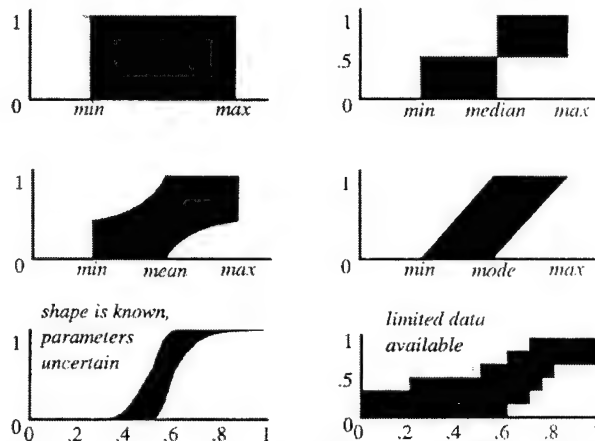 1
0
min
max
1
.5
0
min
median
max
1
0
min
mean
max
1
0
min
mode
max
shape is known,
parameters
uncertain
1
0
0
.2
.4
.6
.8
1
limited data
available
1
.5
0
0
.2
.4
.6
.8
1